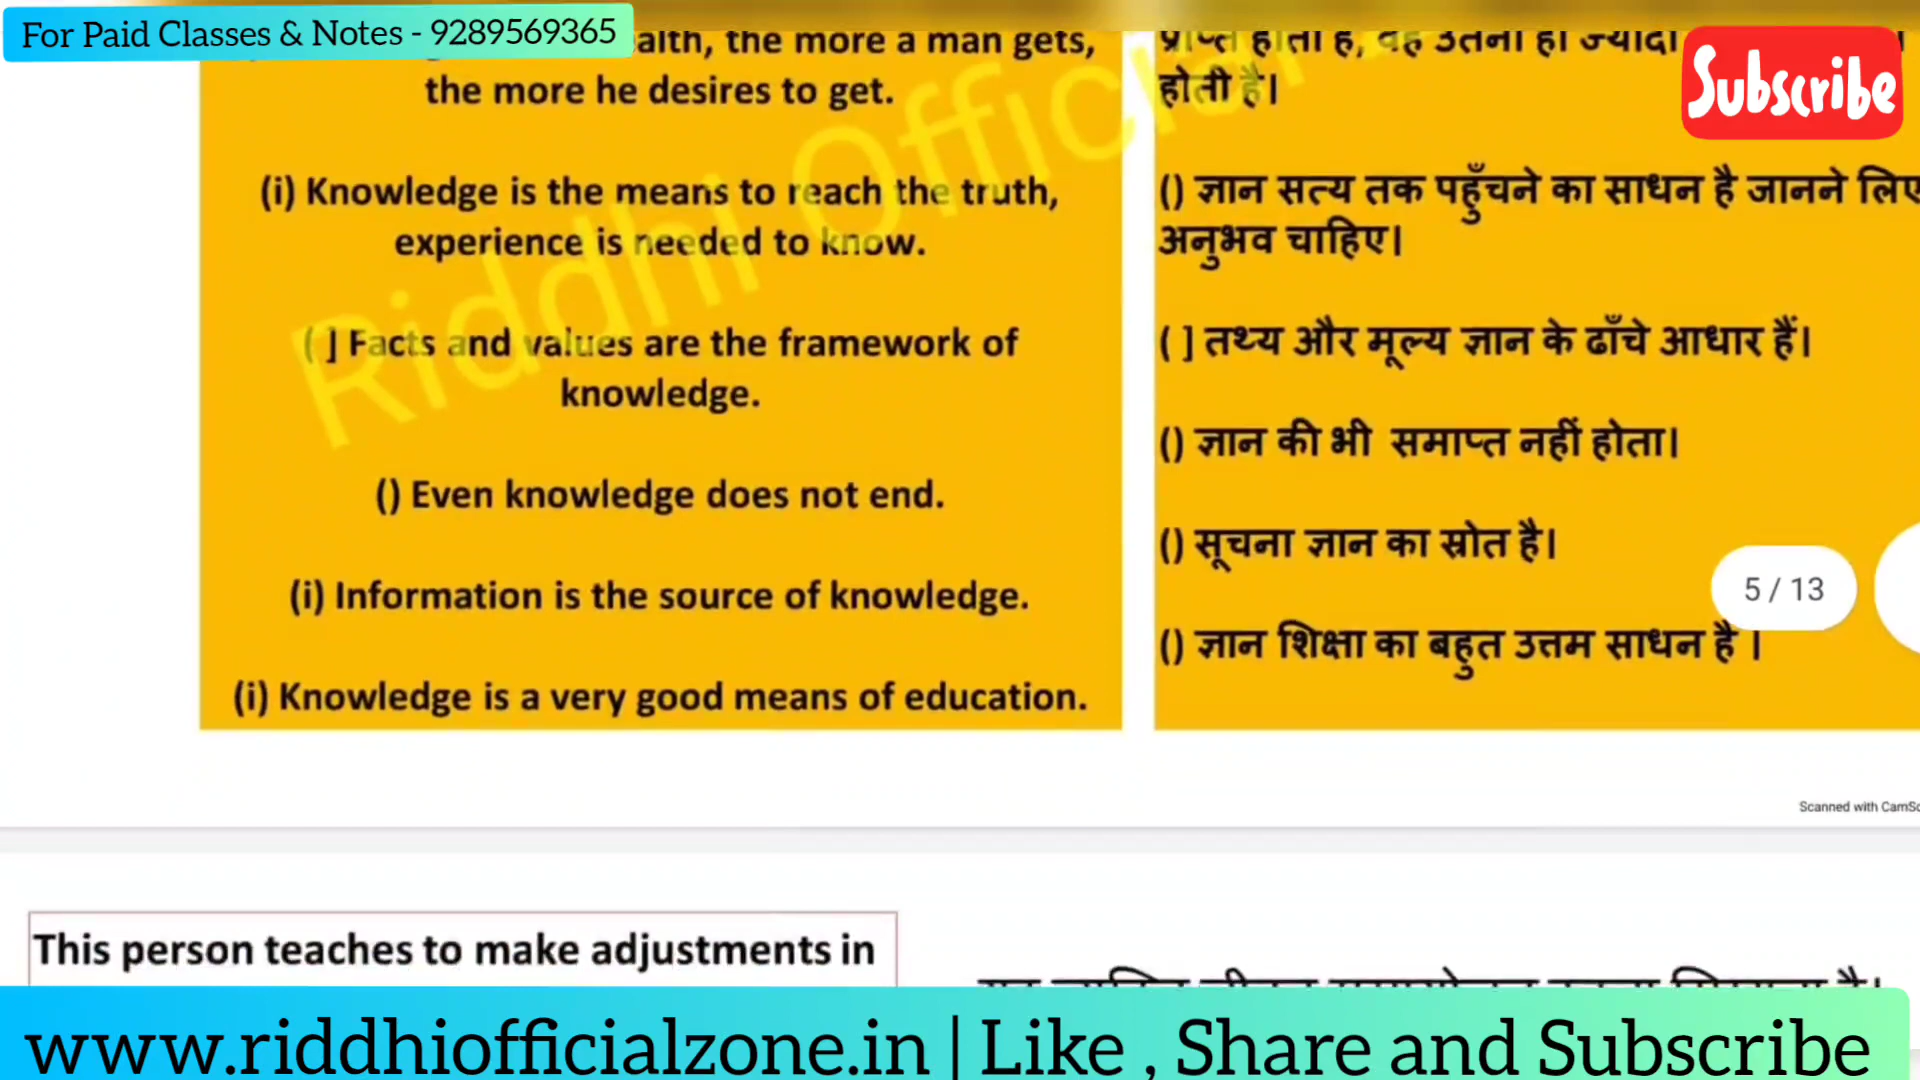 For Paid Classes & Notes - 9289569365
the more a man gets,
the more he desires to get.
(i) Knowledge is the means to reach the truth,
experience is needed to know.
( ] Facts and values are the framework of
knowledge.
() Even knowledge does not end.
(i) Information is the source of knowledge.
(i) Knowledge is a very good means of education.
प्राप्त होता है, वह उतना ही ज्यादा
होती है।
() ज्ञान सत्य तक पहुँचने का साधन है जानने लिए
अनुभव चाहिए।
( ] तथ्य और मूल्य ज्ञान के ढाँचे आधार हैं।
() ज्ञान की भी समाप्त नहीं होता।
() सूचना ज्ञान का स्रोत है।
() ज्ञान शिक्षा का बहुत उत्तम साधन है ।
Subscribe
Riddhi Official
5 / 13
Scanned with
This person teaches to make adjustments in
www.riddhiofficialzone.in | Like , Share and Subscribe